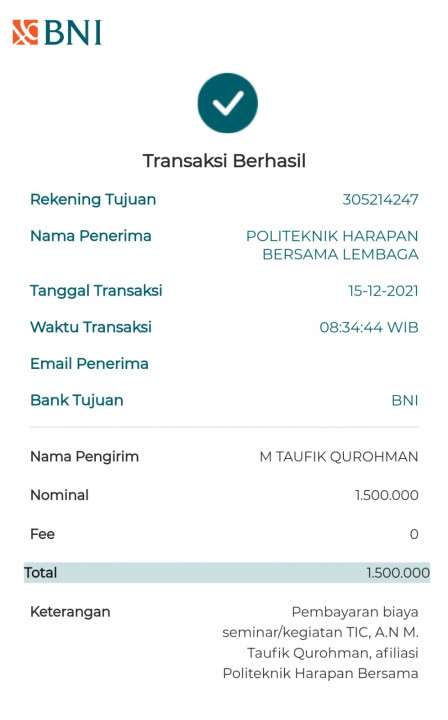 BNI
Transaksi Berhasil
Rekening Tujuan 305214247
Nama Penerima POLITEKNIK HARAPAN
BERSAMA LEMBAGA
Tanggal Transaksi 15-12-2021
Waktu Transaksi 08:34:44 WIB
Email Penerima
Bank Tujuan BNI
Nama Pengirim M TAUFIK QUROHMAN
Nominal 1.500.000
Fee 0
Total 1.500.000
Keterangan Pembayaran biaya
seminar/kegiatan TIC, A.N M.
Taufik Qurohman, afiliasi
Politeknik Harapan Bersama